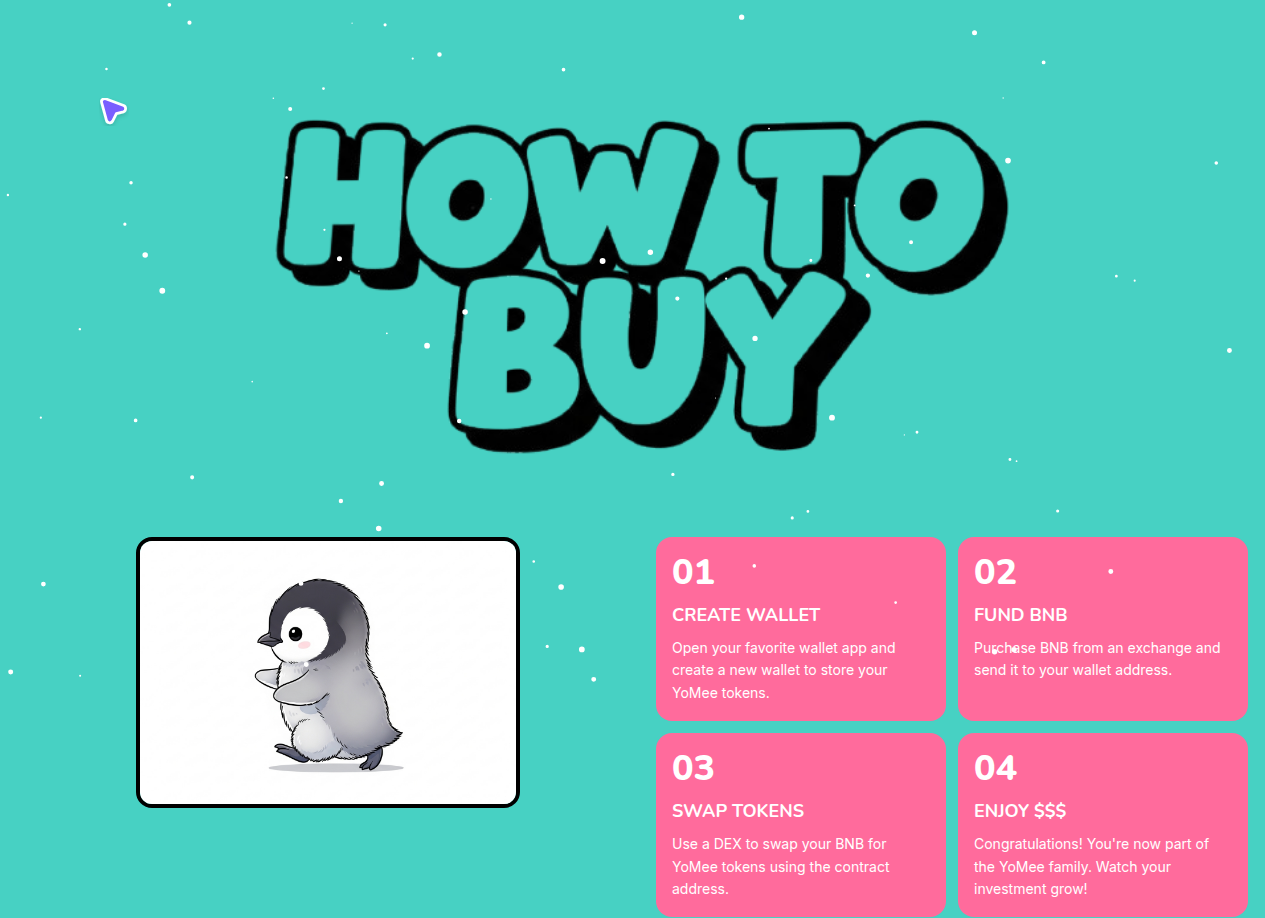 HOW TO
BUY
01
CREATE WALLET
Open your favorite wallet app and
create a new wallet to store your
YoMee tokens.
02
FUND BNB
Purchase BNB from an exchange and
send it to your wallet address.
03
SWAP TOKENS
Use a DEX to swap your BNB for
YoMee tokens using the contract
address.
04
ENJOY $$$
Congratulations! You're now part of
the YoMee family. Watch your
investment grow!